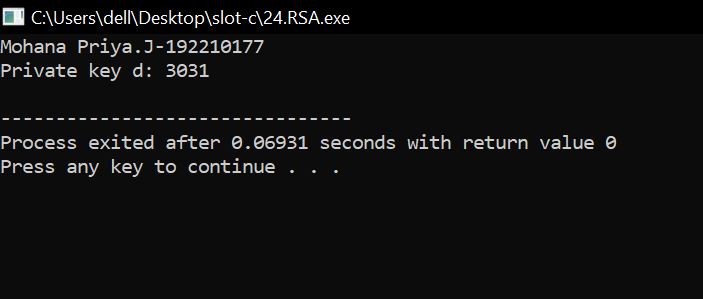 C:\Users\dell\Desktop\slot-c\24.RSA.exe
Mohana Priya.J-192210177
Private key d: 3031
--------------------------------
Process exited after 0.06931 seconds with return value 0
Press any key to continue . . .